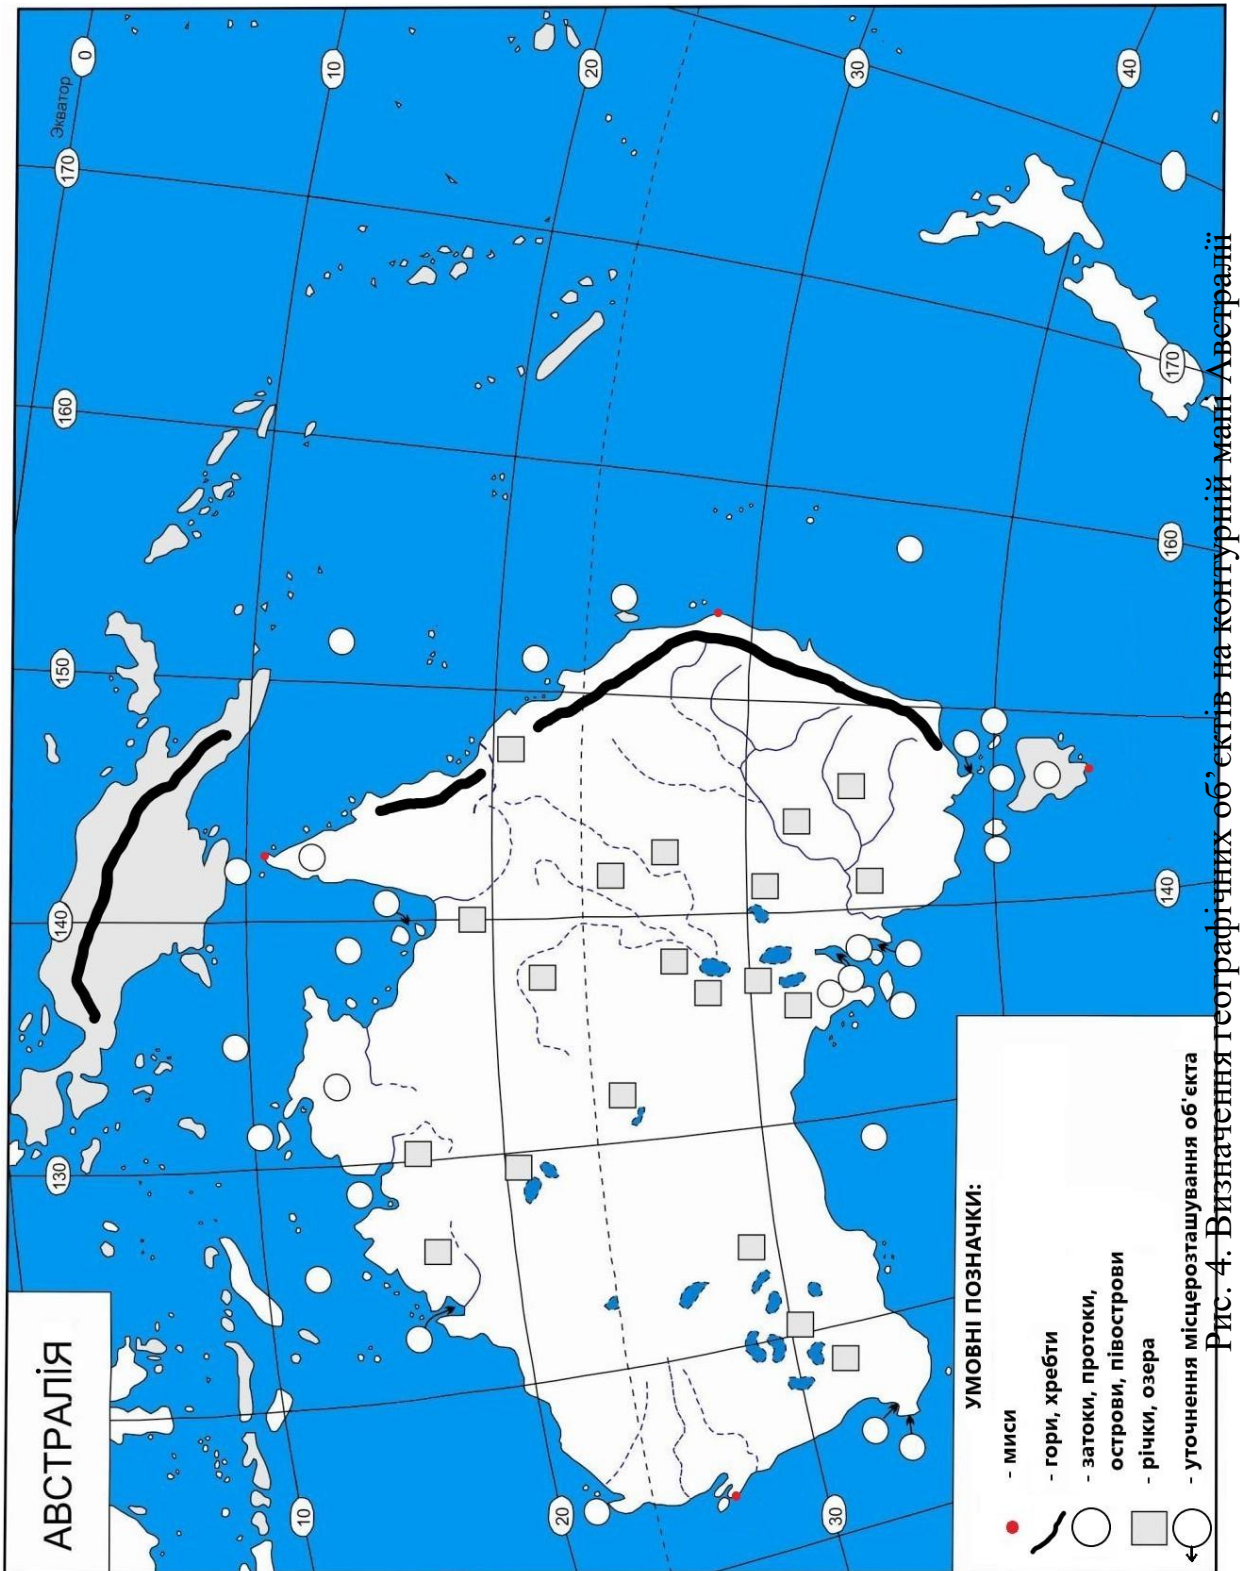 АВСТРАЛІЯ
Экватор
0
10
20
30
40
170
160
150
140
130
10
20
30
170
160
140
УМОВНІ ПОЗНАЧКИ:
- миси
- гори, хребти
- затоки, протоки,
острови, півострови
- річки, озера
- уточнення місцерозташування об'єкта
Рис. 4. Визначення географічних об’єктів на контурній мапі Австралії